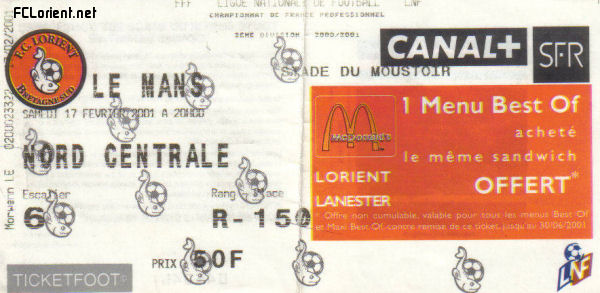 FCLorient.net
FFF LIGUE NATIONALE DE FOOTBALL LNF
CHAMPIONNAT DE FRANCE PROFESSIONNEL
2EME DIVISION - 2000/2001
F.C. LORIENT
BRETAGNE SUD
CANAL+
SFR
LE MANS
STADE DU MOUSTOIR
SAMEDI 17 FEVRIER 2001 A 20H00
NORD CENTRALE
Escalier
Rang Place
6
R-150
PRIX 50F
TICKETFOOT
McDonald's
LORIENT
LANESTER
1 Menu Best Of
acheté
le même sandwich
OFFERT*
* Offre non cumulable, valable pour tous les menus Best Of
et Maxi Best Of contre remise de ce ticket, jusqu'au 30/06/2001
LNF